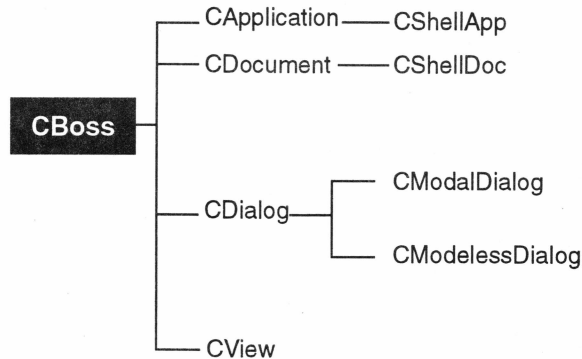 CApplication CShellApp
CDocument CShellDoc
CBoss
CModalDialog
CDialog
CModelessDialog
CView